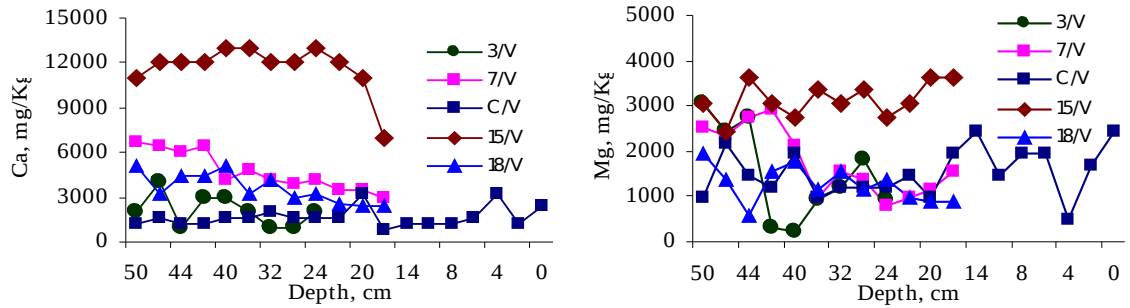 15000
12000
9000
6000
3000
0
Ca, mg/Kg
50 44 40 32 24 20 14 8 4 0
Depth, cm
3/V
7/V
C/V
15/V
18/V
5000
4000
3000
2000
1000
0
Mg, mg/Kg
50 44 40 32 24 20 14 8 4 0
Depth, cm
3/V
7/V
C/V
15/V
18/V